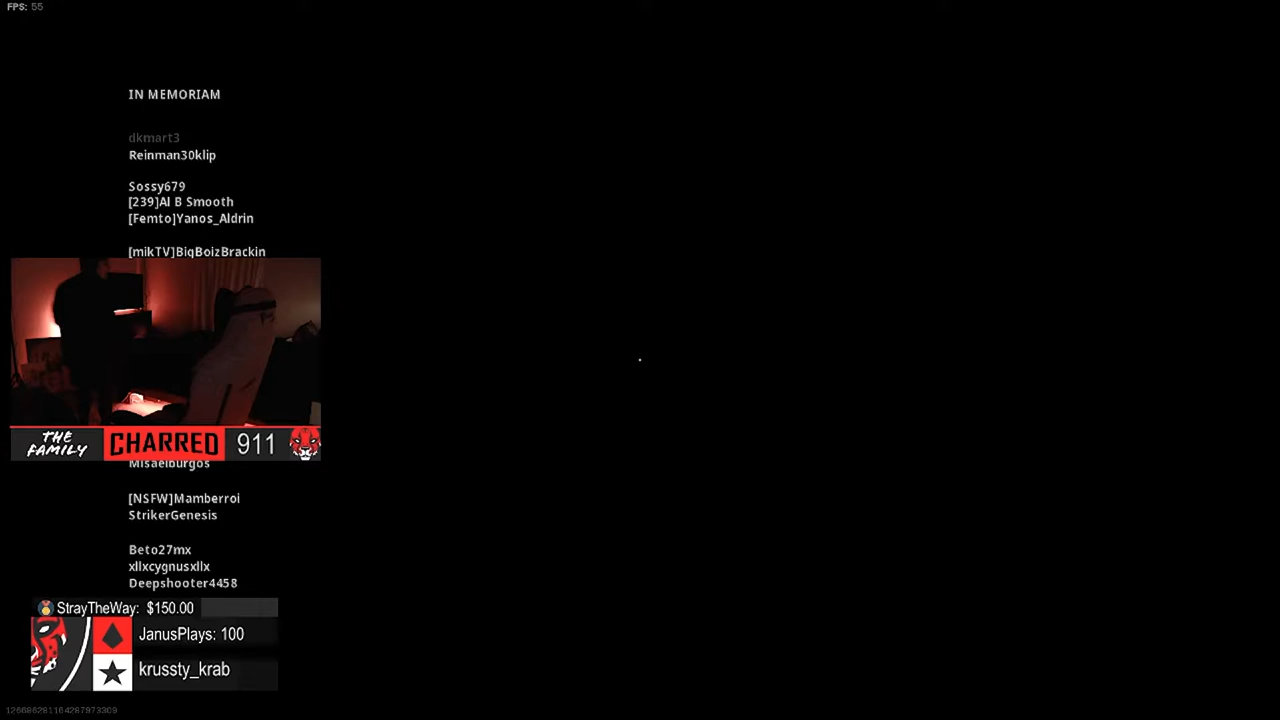 FPS: 55
IN MEMORIAM
dkmart3
Reinman30klip
Sossy679
[239]Al B Smooth
[Femto]Yanos_Aldrin
[mikTV]BigBoizBrackin
THE FAMILY
CHARRED
911
Misaelburgos
[NSFW]Mamberroi
StrikerGenesis
Beto27mx
xllxcygnusxllx
Deepshooter4458
StrayTheWay: $150.00
JanusPlays: 100
krussty_krab